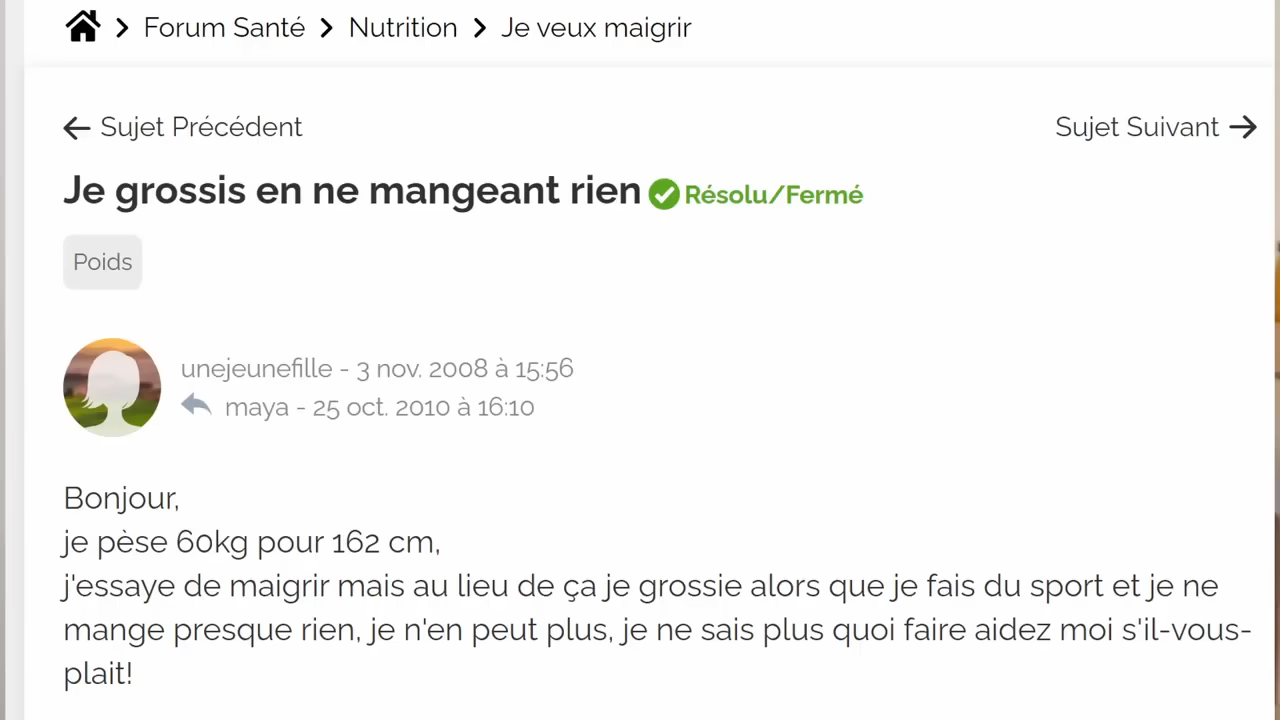 Forum Santé > Nutrition > Je veux maigrir
← Sujet Précédent
Sujet Suivant →
Je grossis en ne mangeant rien Résolu/Fermé
Poids
unejeunefille - 3 nov. 2008 à 15:56
maya - 25 oct. 2010 à 16:10
Bonjour,
je pèse 60kg pour 162 cm,
j'essaye de maigrir mais au lieu de ça je grossie alors que je fais du sport et je ne
mange presque rien, je n'en peut plus, je ne sais plus quoi faire aidez moi s'il-vous-
plait!